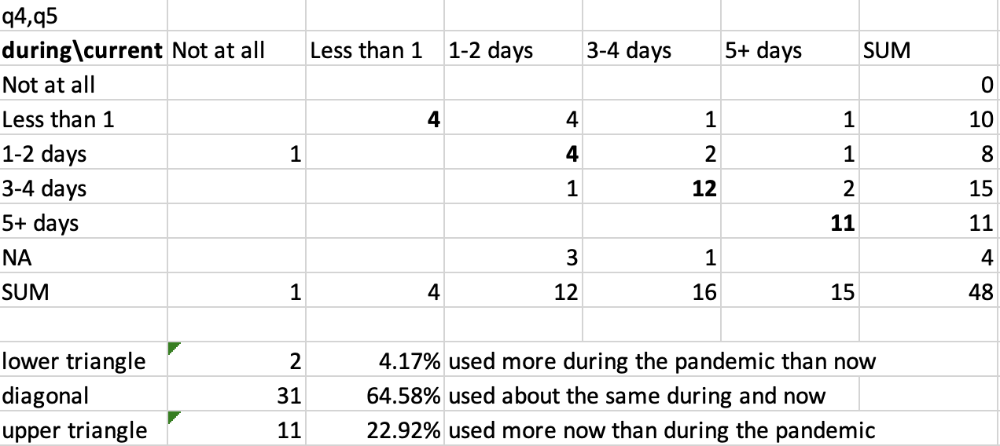 q4,q5
during\current Not at all Less than 1 1-2 days 3-4 days 5+ days SUM
Not at all 0
Less than 1 4 4 1 1 10
1-2 days 1 4 2 1 8
3-4 days 1 12 2 15
5+ days 11 11
NA 3 1 4
SUM 1 4 12 16 15 48
lower triangle 2 4.17% used more during the pandemic than now
diagonal 31 64.58% used about the same during and now
upper triangle 11 22.92% used more now than during the pandemic